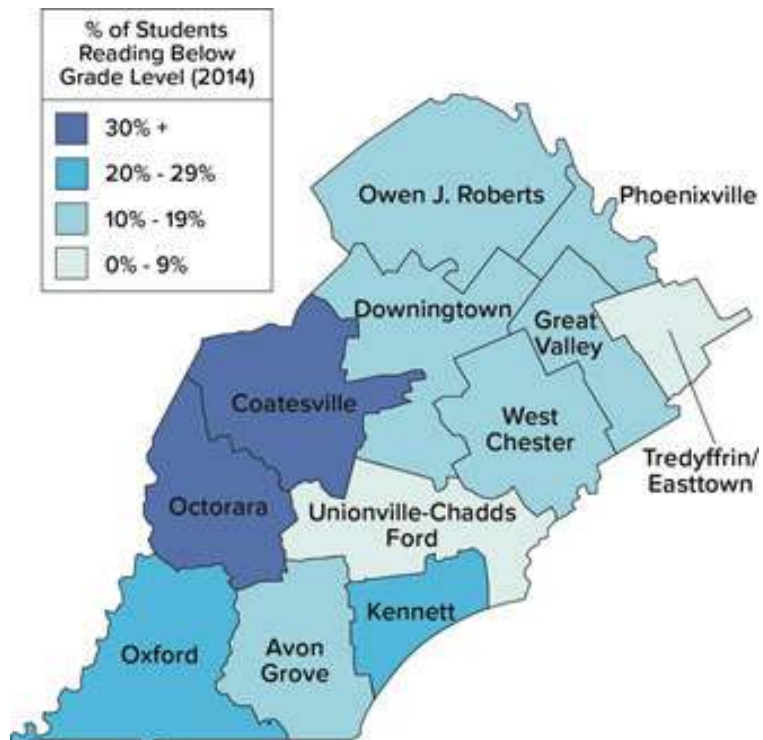 % of Students
Reading Below
Grade Level (2014)
30% +
20% - 29%
10% - 19%
0% - 9%
Owen J. Roberts
Phoenixville
Downingtown
Great
Valley
Coatesville
West
Chester
Tredyffrin/
Easttown
Octorara
Unionville-Chadds
Ford
Kennett
Oxford
Avon
Grove